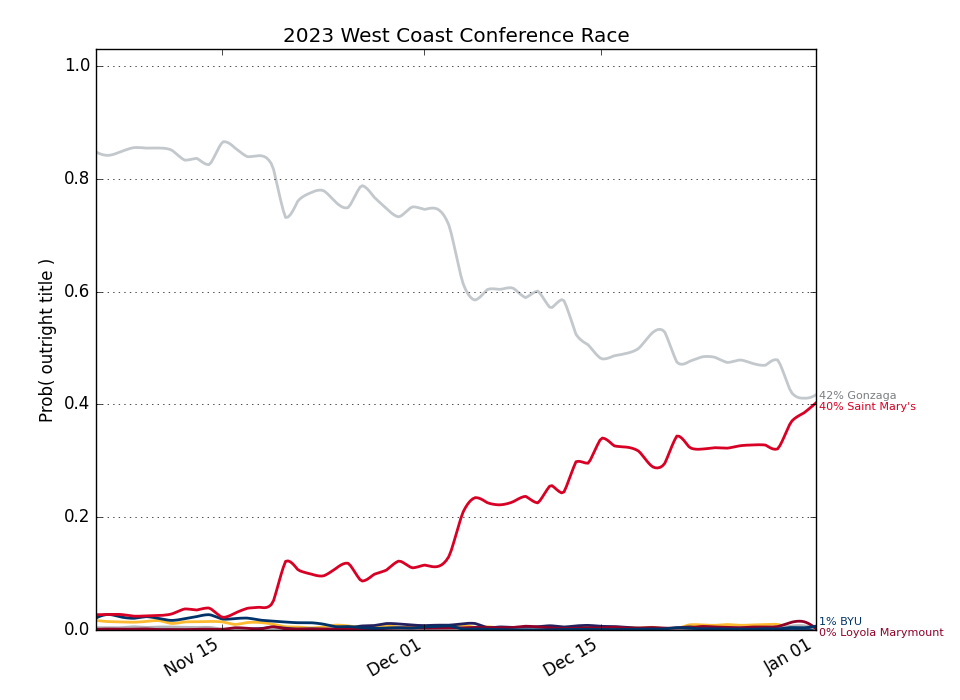 2023 West Coast Conference Race
Prob( outright title )
1.0
0.8
0.6
0.4
0.2
0.0
42% Gonzaga
40% Saint Mary's
1% BYU
0% Loyola Marymount
Nov 15
Dec 01
Dec 15
Jan 01